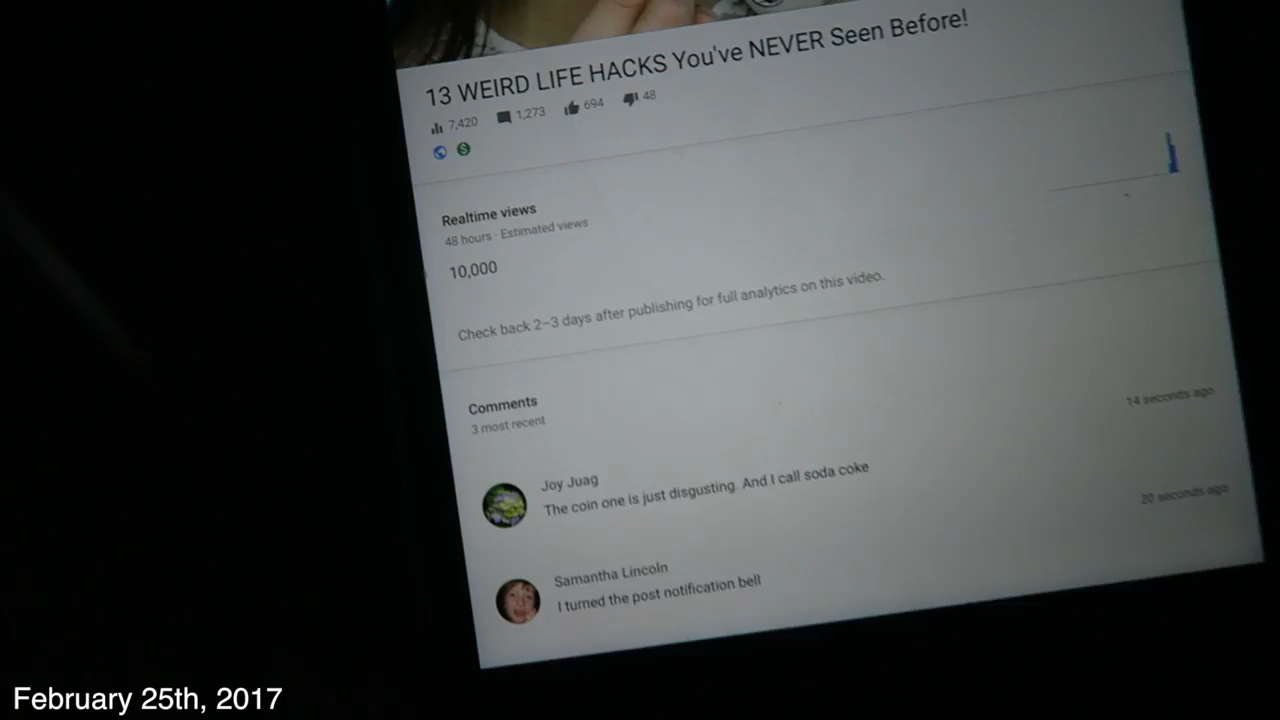 13 WEIRD LIFE HACKS You've NEVER Seen Before!
7,420 1,273 694 48
Realtime views
48 hours · Estimated views
10,000
Check back 2–3 days after publishing for full analytics on this video.
Comments
3 most recent
14 seconds ago
Joy Juag
The coin one is just disgusting. And I call soda coke
20 seconds ago
Samantha Lincoln
I turned the post notification bell
February 25th, 2017